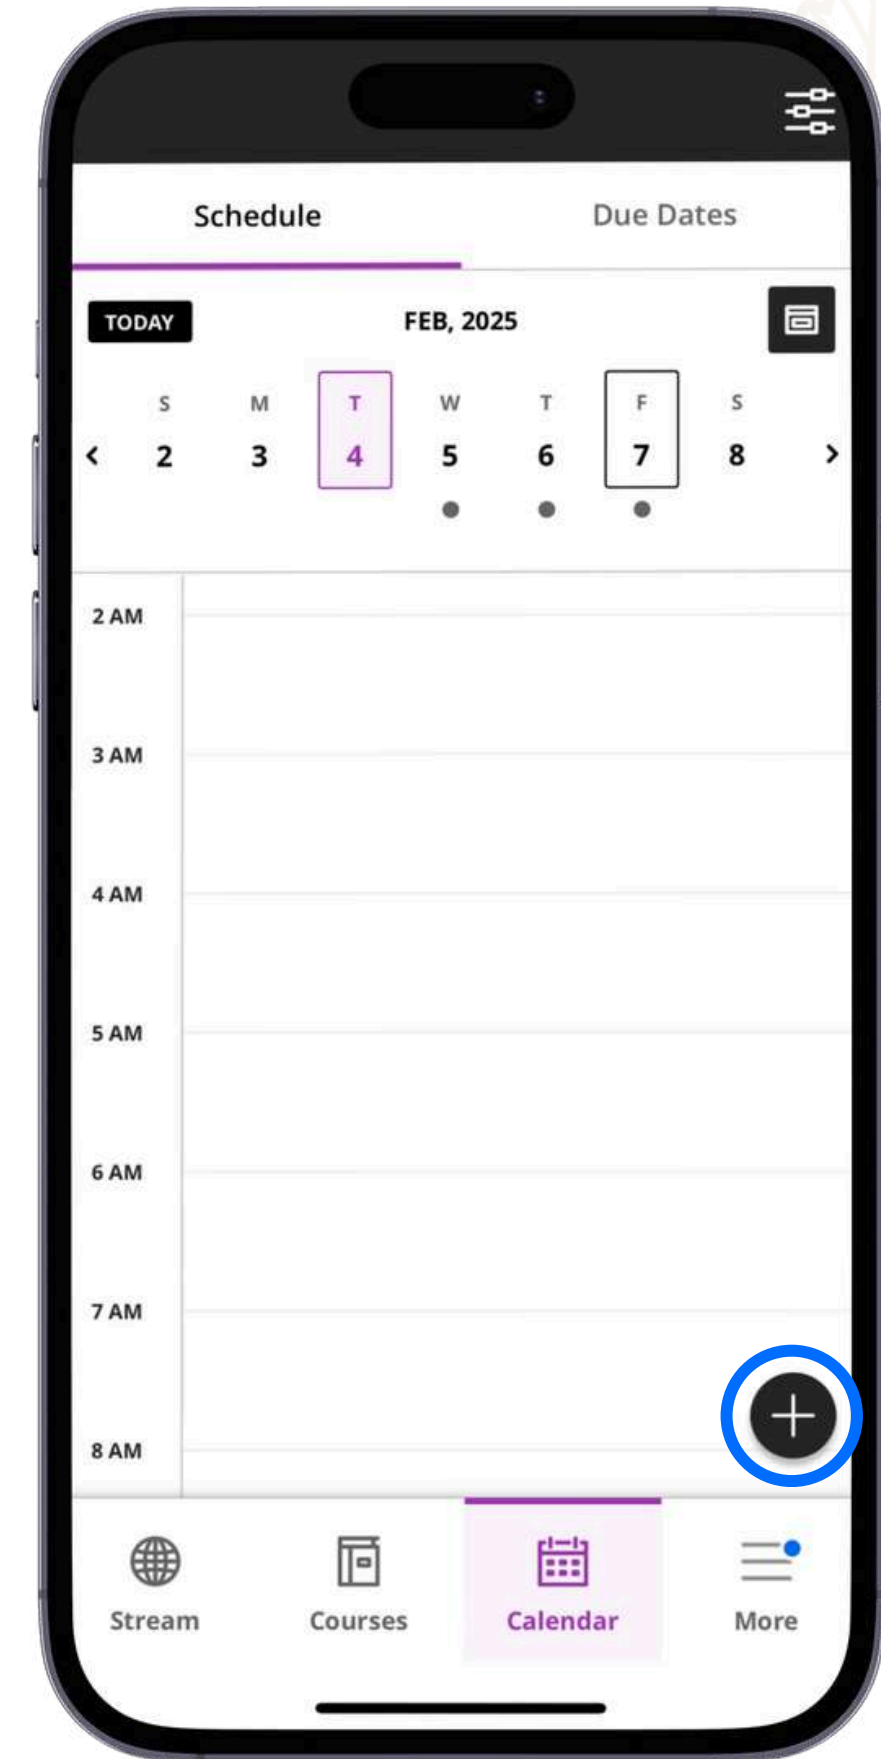 Schedule Due Dates
TODAY FEB, 2025
S M T W T F S
2 3 4 5 6 7 8
2 AM
3 AM
4 AM
5 AM
6 AM
7 AM
8 AM
Stream Courses Calendar More